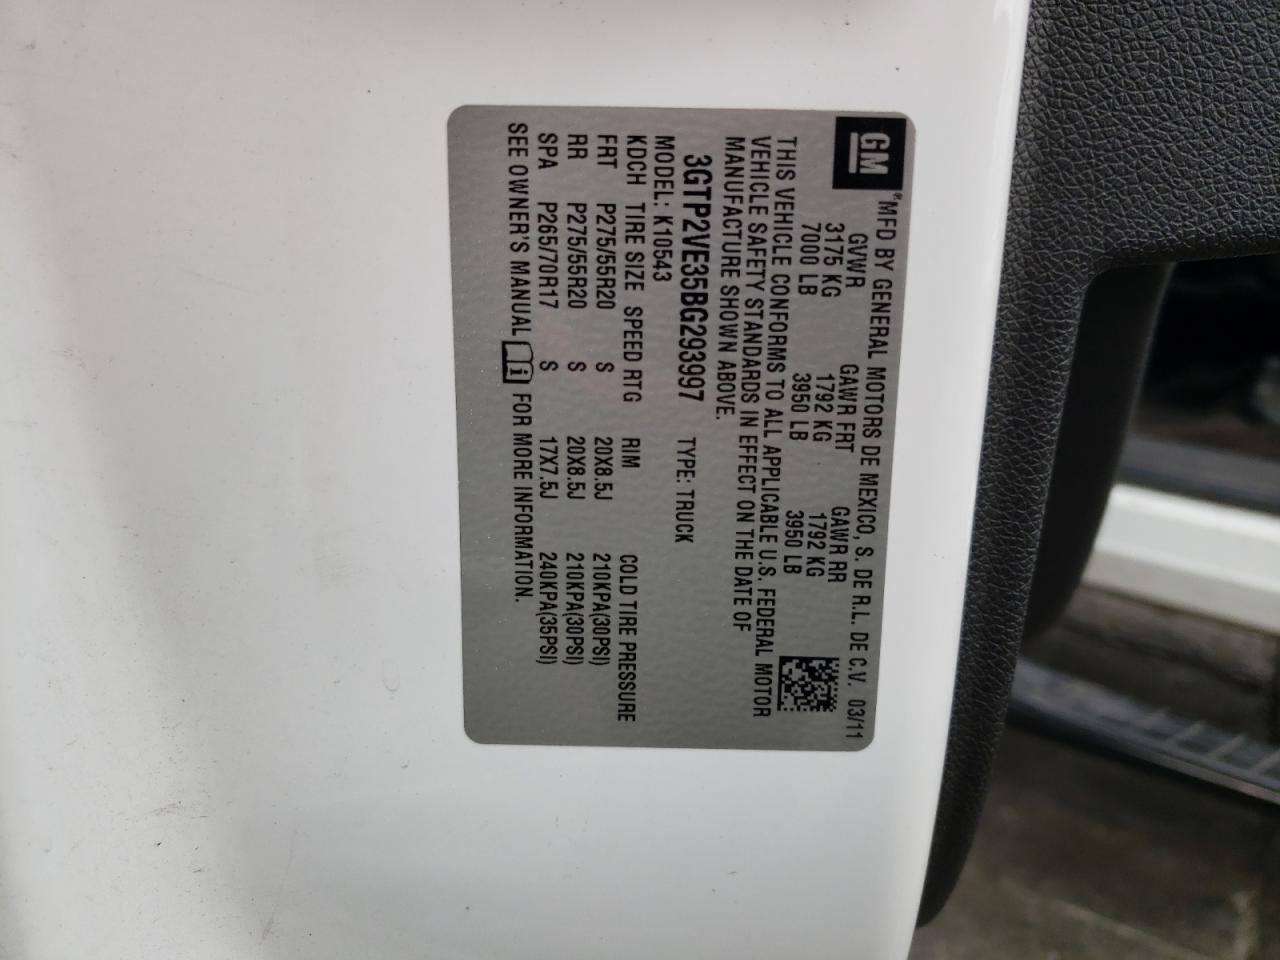 GM
®MFD BY GENERAL MOTORS DE MEXICO, S. DE R.L. DE C.V. 03/11
GVWR GAWR FRT GAWR RR
3175 KG 1792 KG 1792 KG
7000 LB 3950 LB 3950 LB
THIS VEHICLE CONFORMS TO ALL APPLICABLE U.S. FEDERAL MOTOR
VEHICLE SAFETY STANDARDS IN EFFECT ON THE DATE OF
MANUFACTURE SHOWN ABOVE.
3GTP2VE35BG293997 TYPE: TRUCK
MODEL: K10543
KDCH TIRE SIZE SPEED RTG RIM COLD TIRE PRESSURE
FRT P275/55R20 S 20X8.5J 210KPA(30PSI)
RR P275/55R20 S 20X8.5J 210KPA(30PSI)
SPA P265/70R17 S 17X7.5J 240KPA(35PSI)
SEE OWNER'S MANUAL i FOR MORE INFORMATION.